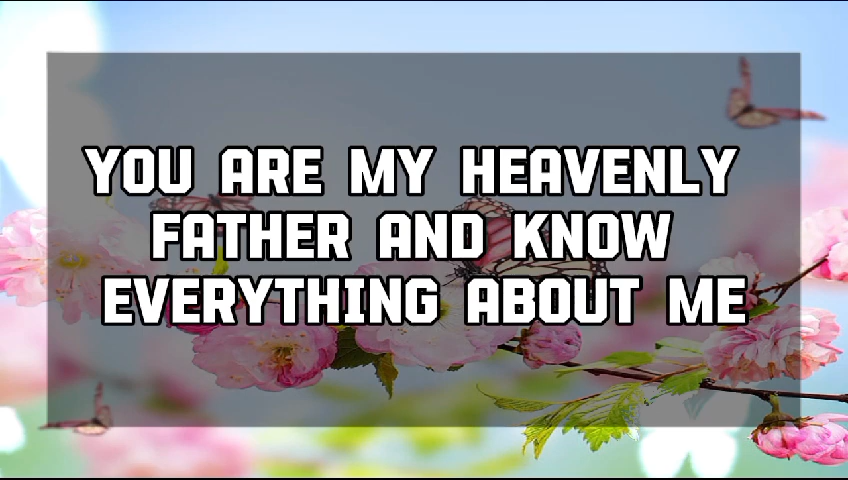 YOU ARE MY HEAVENLY
FATHER AND KNOW
EVERYTHING ABOUT ME